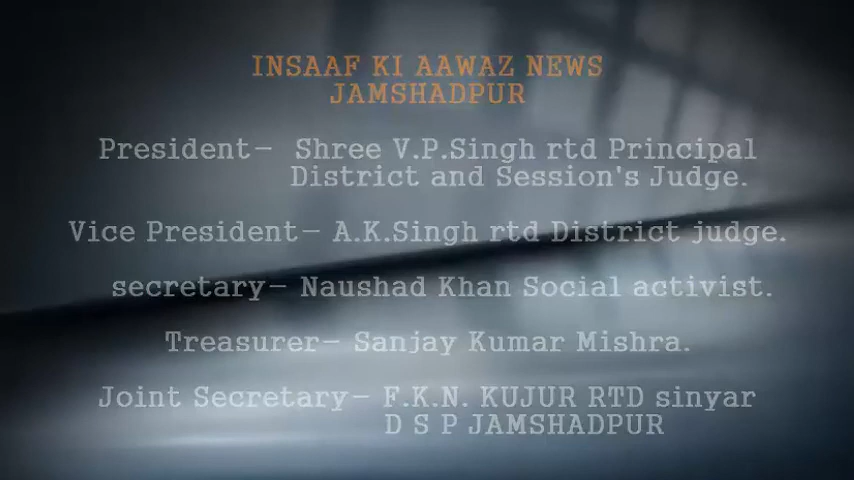 INSAAF KI AAWAZ NEWS
JAMSHADPUR
President- Shree V.P.Singh rtd Principal
District and Session's Judge.
Vice President- A.K.Singh rtd District judge.
secretary- Naushad Khan Social activist.
Treasurer- Sanjay Kumar Mishra.
Joint Secretary- F.K.N. KUJUR RTD sinyar
D S P JAMSHADPUR